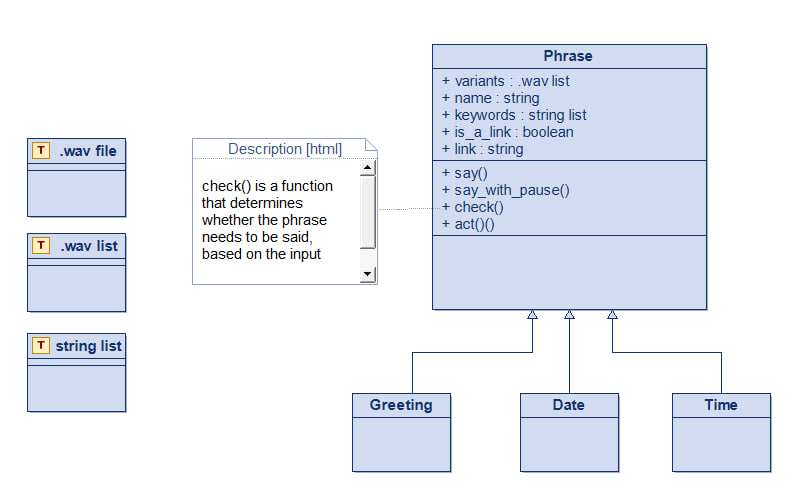 Phrase
+ variants : .wav list
+ name : string
+ keywords : string list
+ is_a_link : boolean
+ link : string
+ say()
+ say_with_pause()
+ check()
+ act()()
T .wav file
T .wav list
T string list
Description [html]
check() is a function
that determines
whether the phrase
needs to be said,
based on the input
Greeting
Date
Time